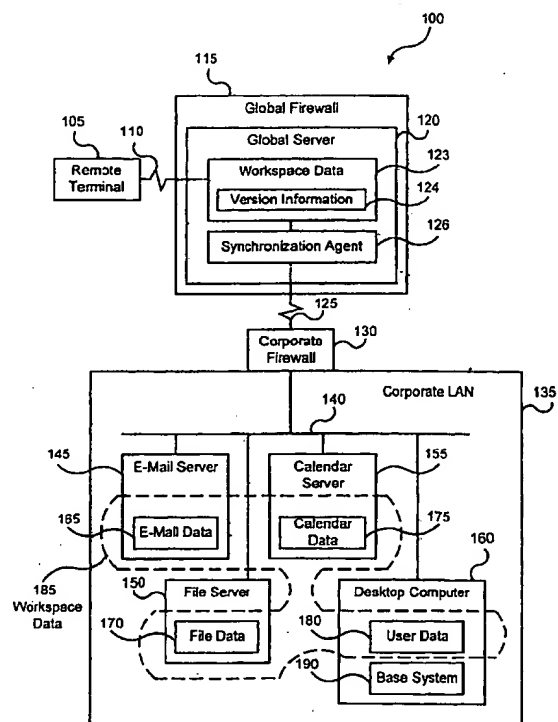 100
115
Global Firewall
120
Global Server
105
110
123
Remote
Terminal
Workspace Data
124
Version Information
126
Synchronization Agent
125
130
Corporate
Firewall
Corporate LAN
135
140
145
E-Mail Server
Calendar
Server
155
165
E-Mail Data
Calendar
Data
175
160
185
Workspace
Data
150
File Server
Desktop Computer
170
File Data
180
User Data
190
Base System